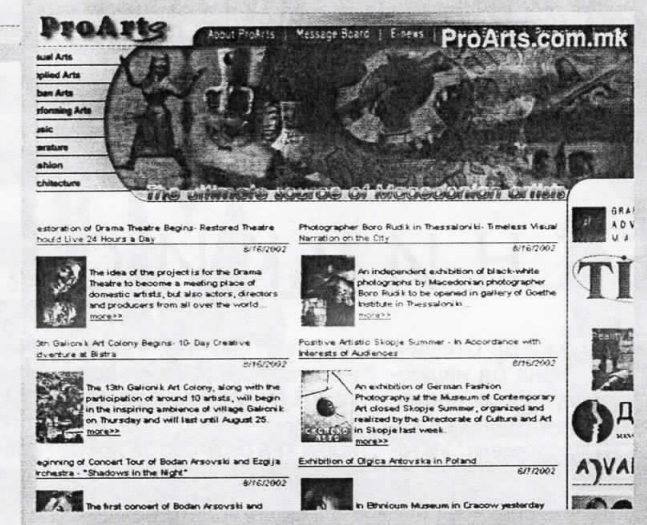 ProArts
About ProArts | Message Board | E-news |
ProArts.com.mk
sual Arts
pplied Arts
ban Arts
rforming Arts
usic
terature
ashion
rchitecture
The ultimate source of Macedonian artists
estoration of Drama Theatre Begins- Restored Theatre
hould Live 24 Hours a Day
8/16/2002
The idea of the project is for the Drama
Theatre to become a meeting place of
domestic artists, but also actors, directors
and producers from all over the world...
more>>
3th Galicnik Art Colony Begins- 10- Day Creative
dventure at Bistra
8/16/2002
The 13th Galicnik Art Colony, along with the
participation of around 10 artists, will begin
in the inspiring ambience of village Galicnik
on Thursday and will last until August 25.
more>>
eginning of Concert Tour of Bodan Arsovski and Ezgija
rchestra - "Shadows in the Night"
8/16/2002
The first concert of Bodan Arsovski and
Photographer Boro Rudik in Thessaloniki- Timeless Visual
Narration on the City
8/16/2002
An independent exhibition of black-white
photographs by Macedonian photographer
Boro Rudik to be opened in gallery of Goethe
Institute in Thessaloniki...
more>>
Positive Artistic Skopje Summer - In Accordance with
Interests of Audiences
8/16/2002
An exhibition of German Fashion
Photography at the Museum of Contemporary
Art closed Skopje Summer, organized and
realized by the Directorate of Culture and Art
in Skopje last week.
more>>
Exhibition of Olgica Antovska in Poland
6/7/2002
In Ethnicum Museum in Cracow yesterday
GRA
ADV
TI
Reality
Д
A)VA